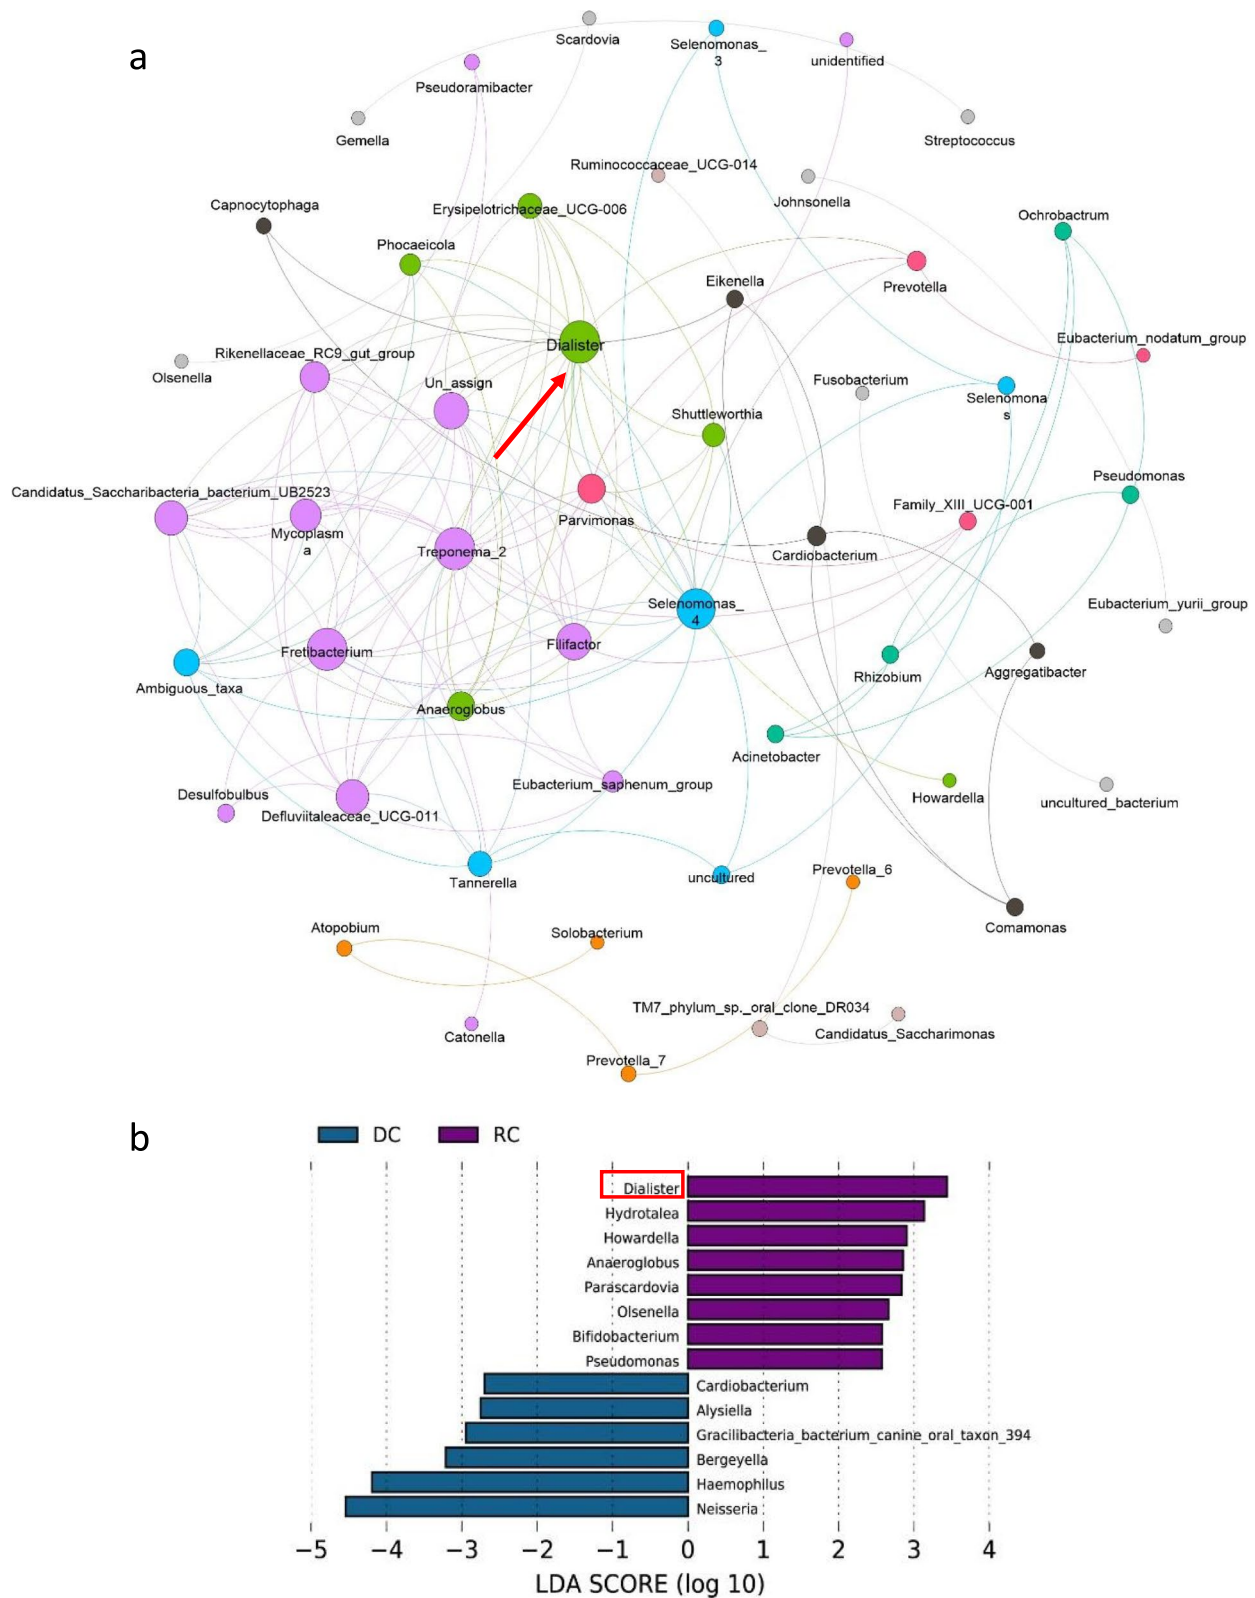 a
Scardovia
Selenomonas_
3
unidentified
Pseudoramibacter
Gemella
Streptococcus
Ruminococcaceae_UCG-014
Johnsonella
Capnocytophaga
Erysipelotrichaceae_UCG-006
Ochrobactrum
Phocaeicola
Eikenella
Prevotella
Dialister
Eubacterium_nodatum_group
Rikenellaceae_RC9_gut_group
Olsenella
Un_assign
Fusobacterium
Selenomona
s
Shuttleworthia
Pseudomonas
Candidatus_Saccharibacteria_bacterium_UB2523
Family_XIII_UCG-001
Parvimonas
Mycoplasm
a
Treponema_2
Cardiobacterium
Selenomonas_
4
Eubacterium_yurii_group
Fretibacterium
Filifactor
Rhizobium
Aggregatibacter
Ambiguous_taxa
Anaeroglobus
Acinetobacter
Eubacterium_saphenum_group
Desulfobulbus
Howardella
uncultured_bacterium
Defluviitaleaceae_UCG-011
Tannerella
uncultured
Prevotella_6
Atopobium
Solobacterium
Comamonas
TM7_phylum_sp._oral_clone_DR034
Catonella
Candidatus_Saccharimonas
Prevotella_7
b
DC RC
Dialister
Hydrotalea
Howardella
Anaeroglobus
Parascardovia
Olsenella
Bifidobacterium
Pseudomonas
Cardiobacterium
Alysiella
Gracilibacteria_bacterium_canine_oral_taxon_394
Bergeyella
Haemophilus
Neisseria
−5 −4 −3 −2 −1 0 1 2 3 4
LDA SCORE (log 10)